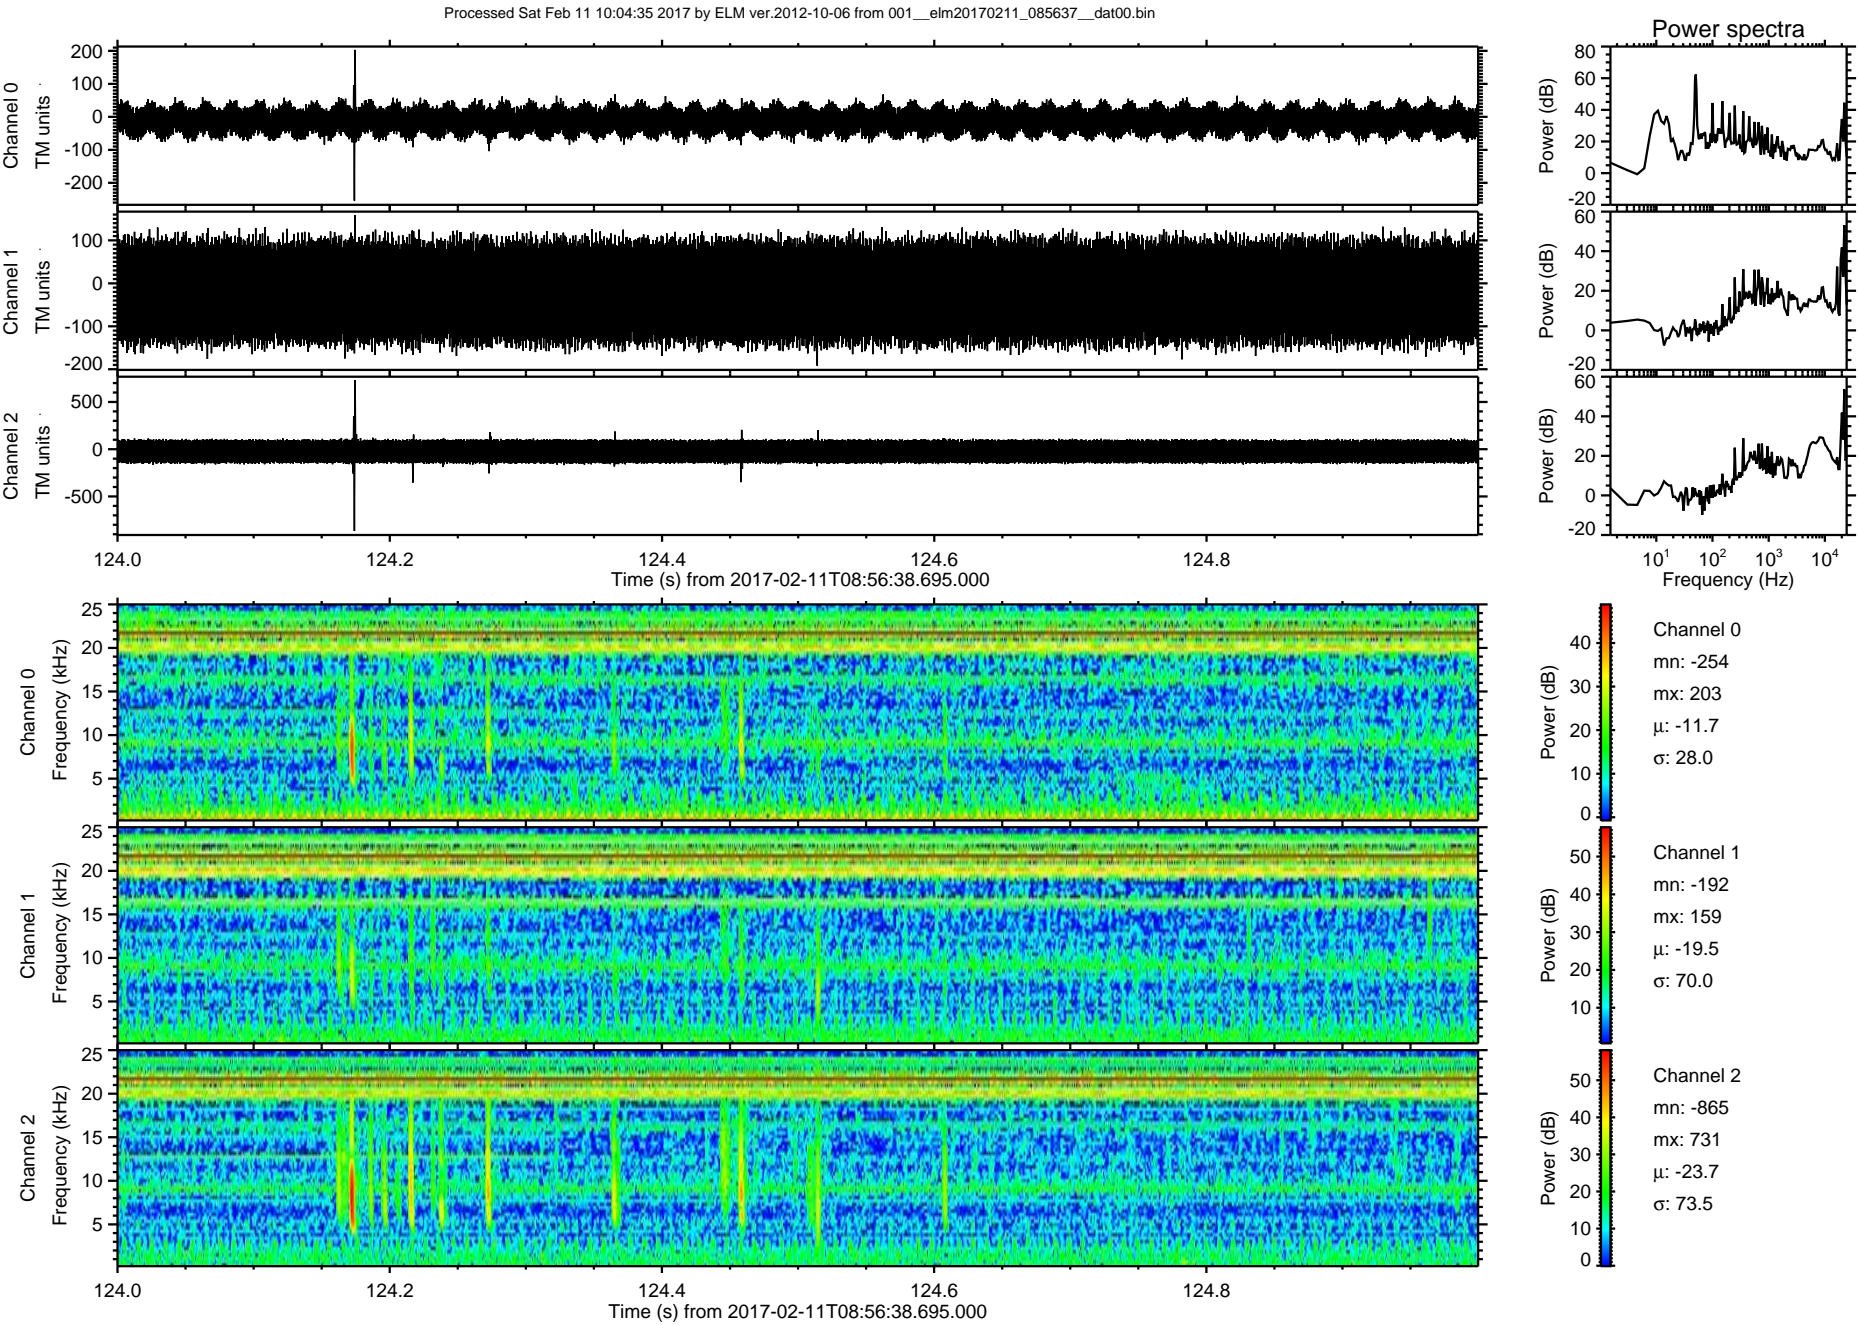 Processed Sat Feb 11 10:04:35 2017 by ELM ver.2012-10-06 from 001__elm20170211_085637__dat00.bin
Power spectra
Channel 0
TM units
200
100
0
-100
-200
Power (dB)
80
60
40
20
0
-20
Channel 1
TM units
100
0
-100
-200
Power (dB)
60
40
20
0
-20
Channel 2
TM units
500
0
-500
Power (dB)
60
40
20
0
-20
124.0 124.2 124.4 124.6 124.8
Time (s) from 2017-02-11T08:56:38.695.000
10^1 10^2 10^3 10^4
Frequency (Hz)
Channel 0
Frequency (kHz)
25
20
15
10
5
Power (dB)
40
30
20
10
0
Channel 0
mn: -254
mx: 203
μ: -11.7
σ: 28.0
Channel 1
Frequency (kHz)
25
20
15
10
5
Power (dB)
50
40
30
20
10
Channel 1
mn: -192
mx: 159
μ: -19.5
σ: 70.0
Channel 2
Frequency (kHz)
25
20
15
10
5
Power (dB)
50
40
30
20
10
0
Channel 2
mn: -865
mx: 731
μ: -23.7
σ: 73.5
124.0 124.2 124.4 124.6 124.8
Time (s) from 2017-02-11T08:56:38.695.000